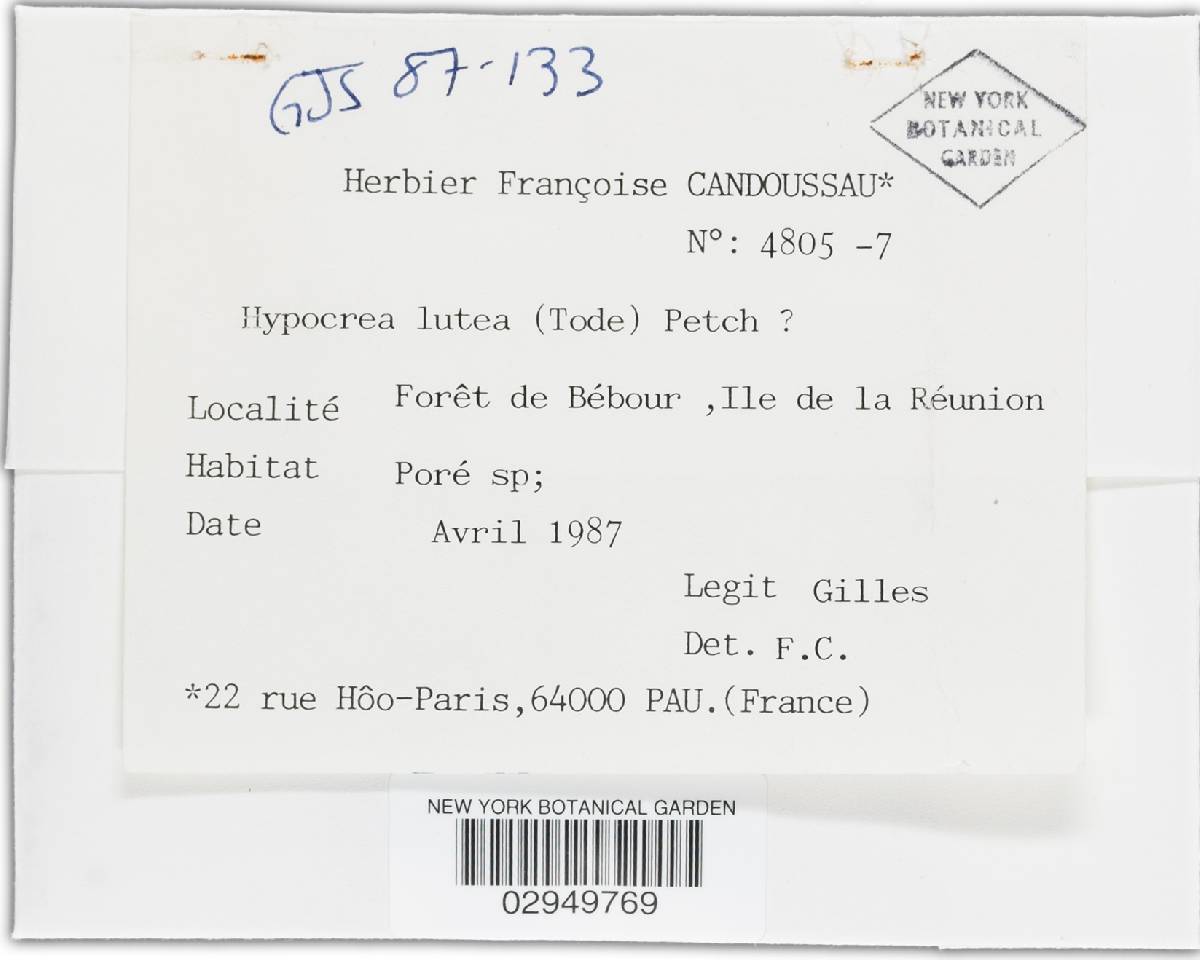 GJS 87-133
NEW YORK
BOTANICAL
GARDEN
Herbier Françoise CANDOUSSAU*
N°: 4805 -7
Hypocrea lutea (Tode) Petch ?
Localité Forêt de Bébour ,Ile de la Réunion
Habitat Poré sp;
Date Avril 1987
Legit Gilles
Det. F.C.
*22 rue Hôo-Paris,64000 PAU.(France)
NEW YORK BOTANICAL GARDEN
02949769